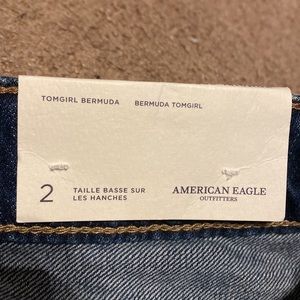 TOMGIRL BERMUDA BERMUDA TOMGIRL
2 TAILLE BASSE SUR
LES HANCHES
AMERICAN EAGLE
OUTFITTERS